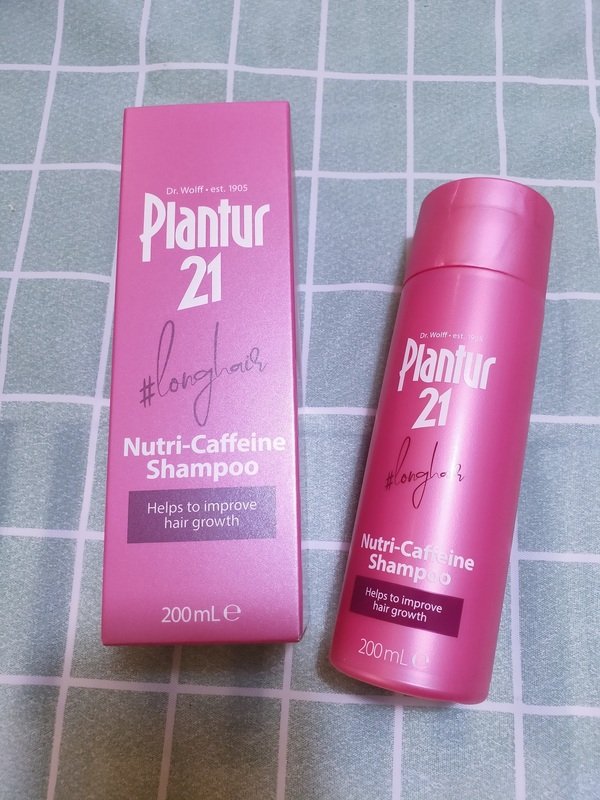 Dr. Wolff • est. 1905
Plantur
21
#longhair
Nutri-Caffeine
Shampoo
Helps to improve
hair growth
200 mL ℮
Dr. Wolff • est. 1905
Plantur
21
#longhair
Nutri-Caffeine
Shampoo
Helps to improve
hair growth
200 mL ℮